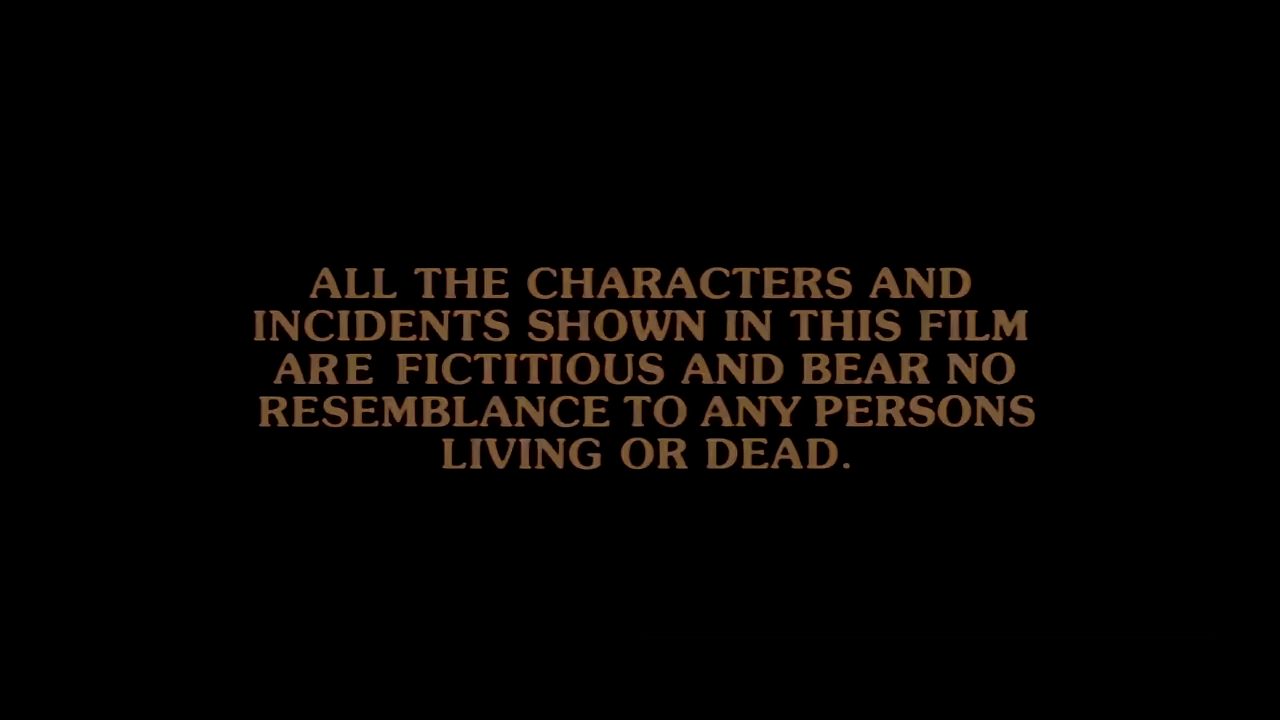 ALL THE CHARACTERS AND
INCIDENTS SHOWN IN THIS FILM
ARE FICTITIOUS AND BEAR NO
RESEMBLANCE TO ANY PERSONS
LIVING OR DEAD.